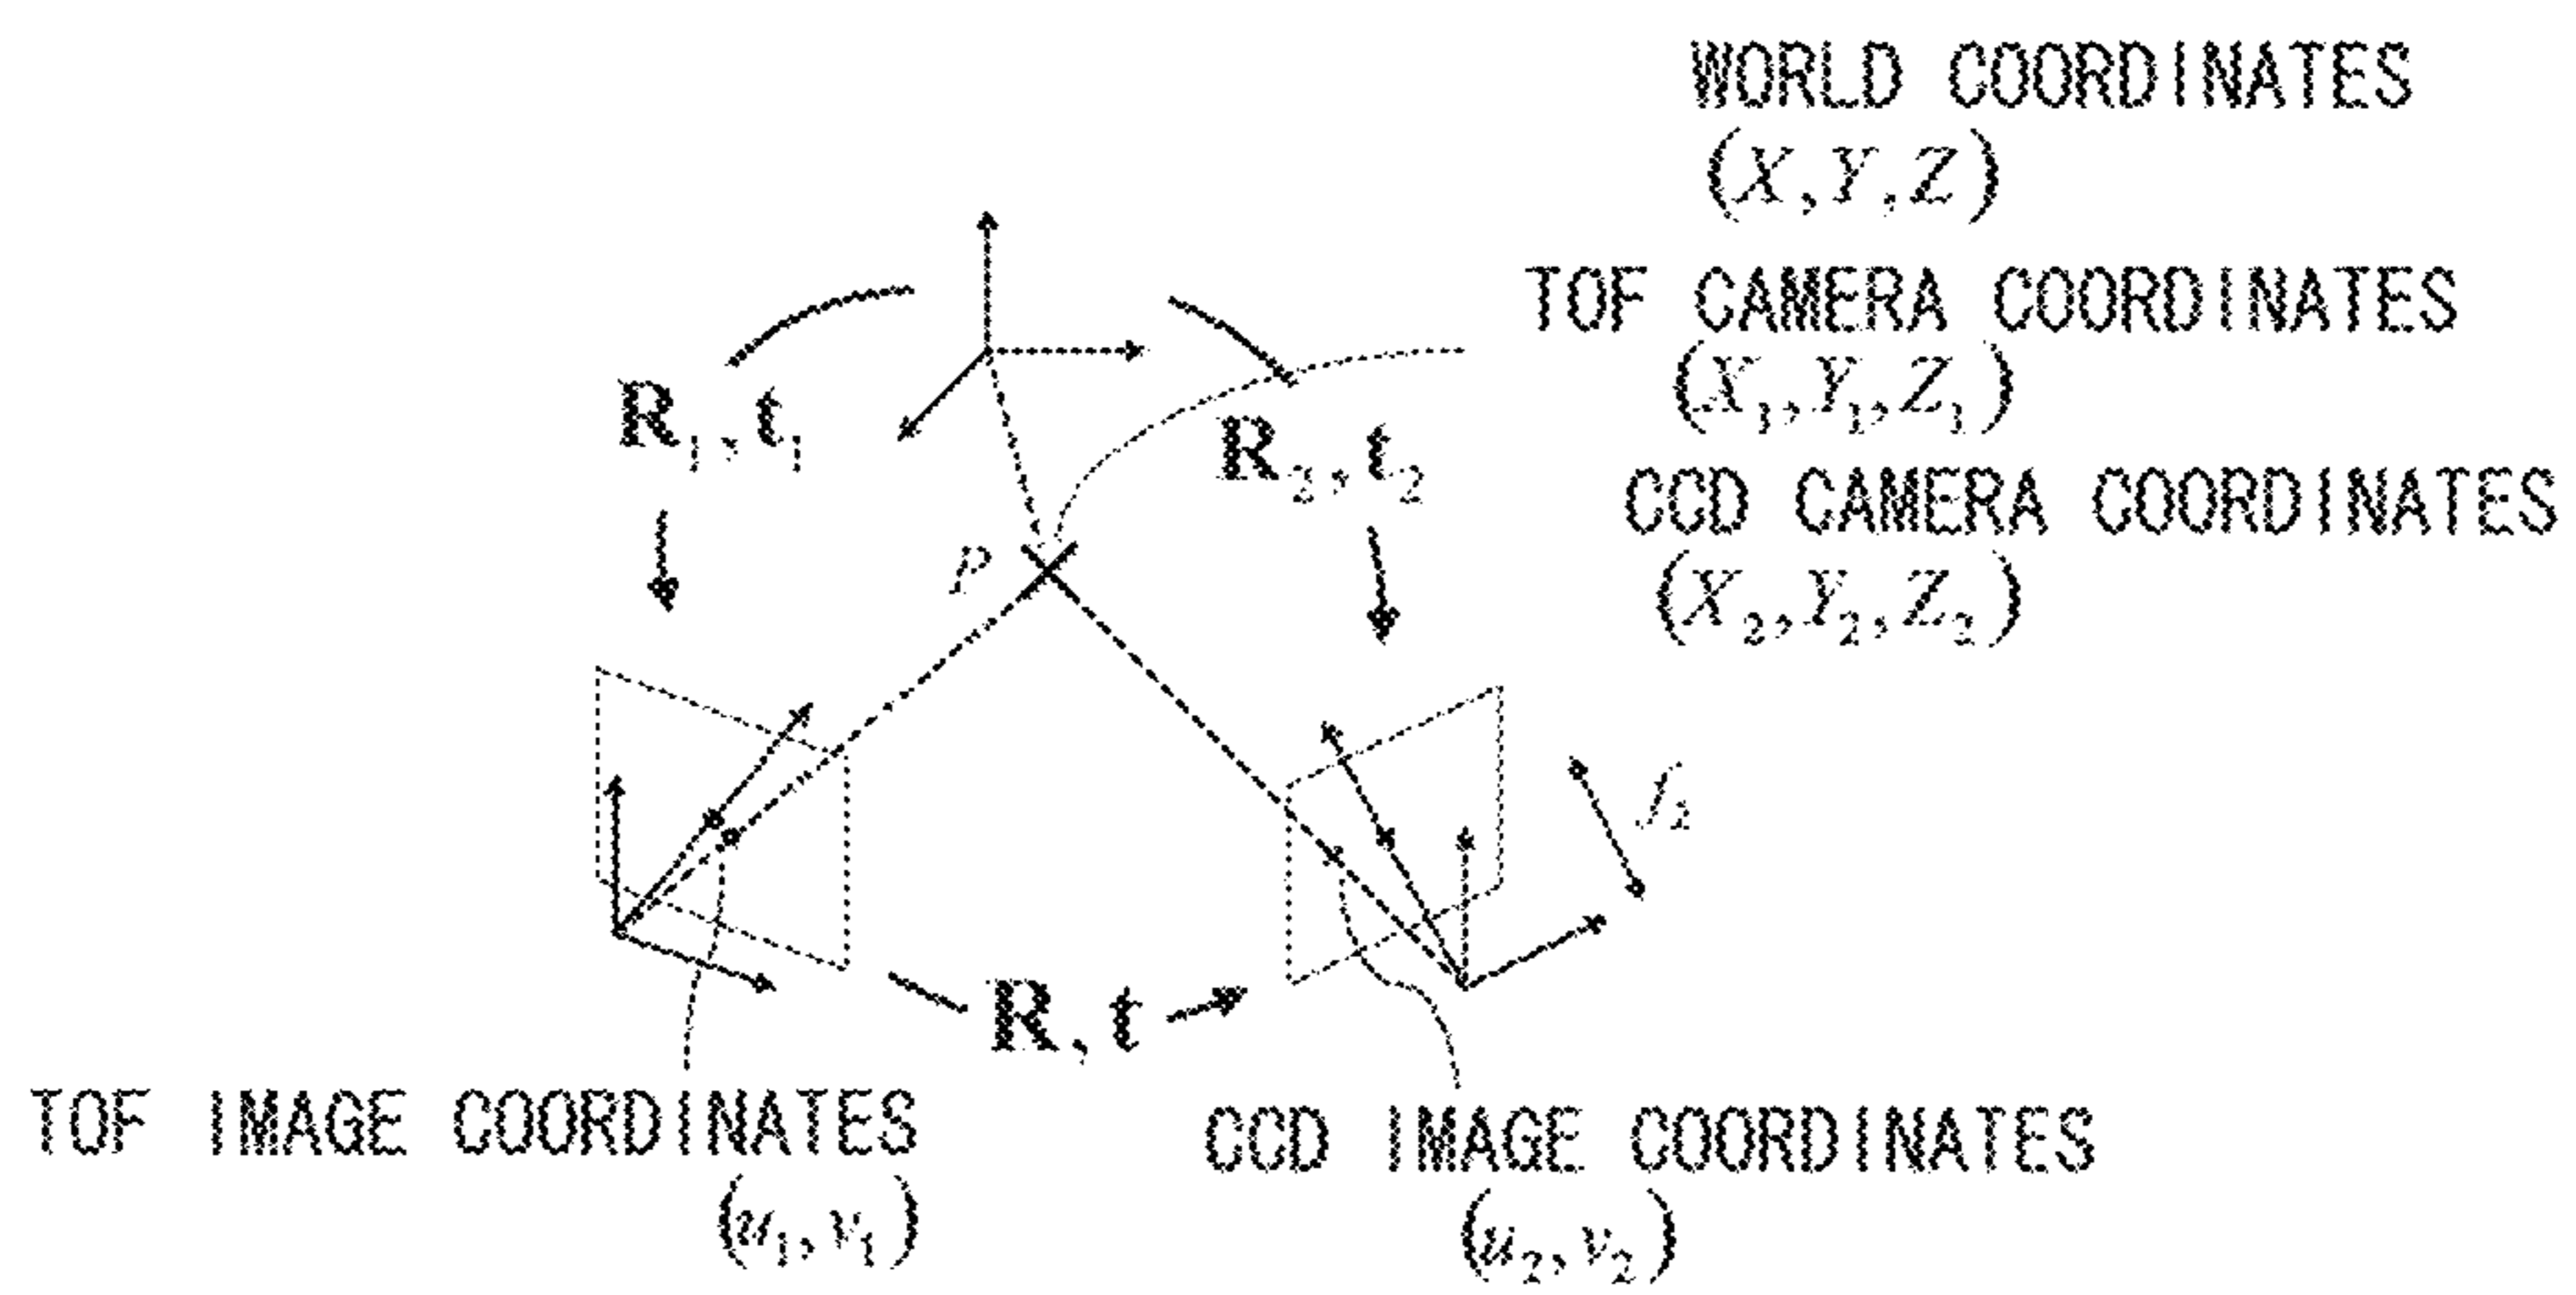 WORLD COORDINATES
(X,Y,Z)
TOF CAMERA COORDINATES
(X₁,Y₁,Z₁)
R₁,t₁
R₂,t₂
CCD CAMERA COORDINATES
(X₂,Y₂,Z₂)
P
f₂
R,t
TOF IMAGE COORDINATES
(u₁,v₁)
CCD IMAGE COORDINATES
(u₂,v₂)